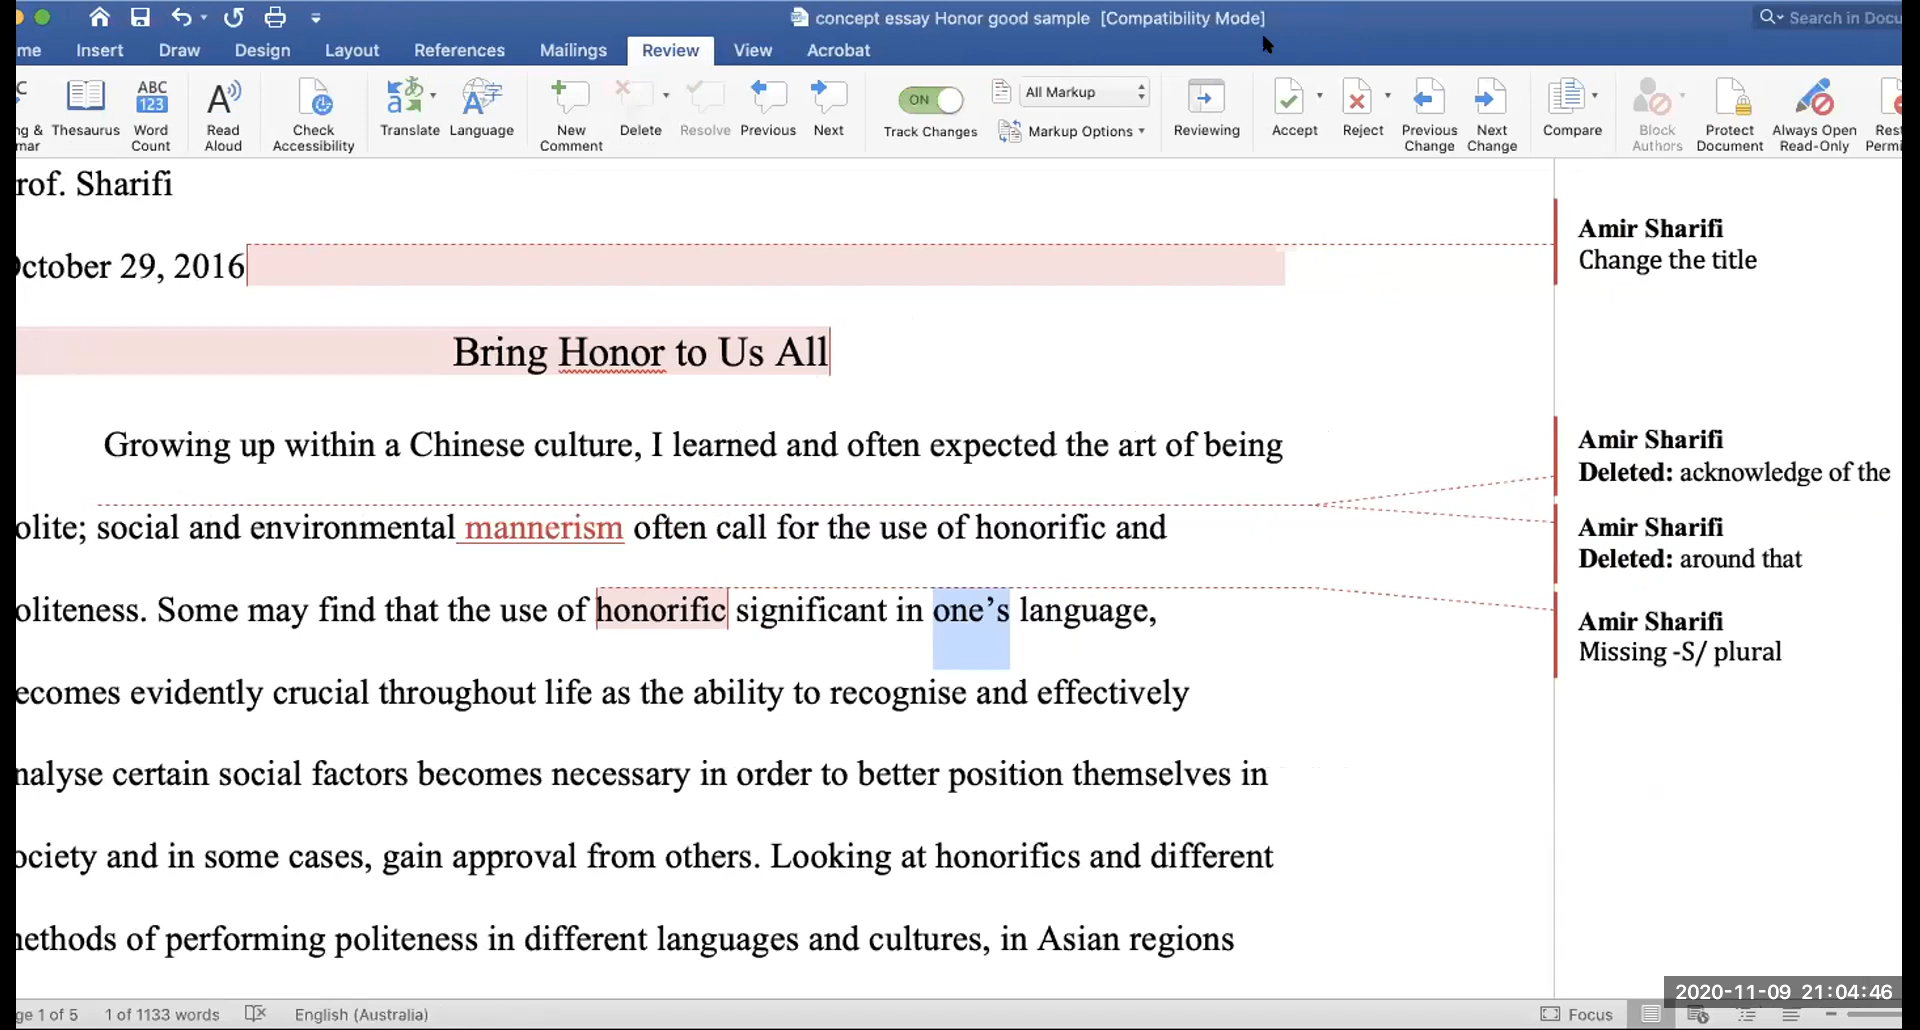 concept essay Honor good sample [Compatibility Mode]
Search in Docu
me Insert Draw Design Layout References Mailings Review View Acrobat
ng & mar
Thesaurus
ABC 123
Word Count
Read Aloud
Check Accessibility
Translate
Language
New Comment
Delete
Resolve
Previous
Next
ON
Track Changes
All Markup
Markup Options
Reviewing
Accept
Reject
Previous Change
Next Change
Compare
Block Authors
Protect Document
Always Open Read-Only
Rest Permi
rof. Sharifi
October 29, 2016
Bring Honor to Us All
Growing up within a Chinese culture, I learned and often expected the art of being
olite; social and environmental mannerism often call for the use of honorific and
oliteness. Some may find that the use of honorific significant in one’s language,
ecomes evidently crucial throughout life as the ability to recognise and effectively
nalyse certain social factors becomes necessary in order to better position themselves in
ociety and in some cases, gain approval from others. Looking at honorifics and different
nethods of performing politeness in different languages and cultures, in Asian regions
Amir Sharifi
Change the title
Amir Sharifi
Deleted: acknowledge of the
Amir Sharifi
Deleted: around that
Amir Sharifi
Missing -S/ plural
2020-11-09 21:04:46
ge 1 of 5 1 of 1133 words English (Australia) Focus